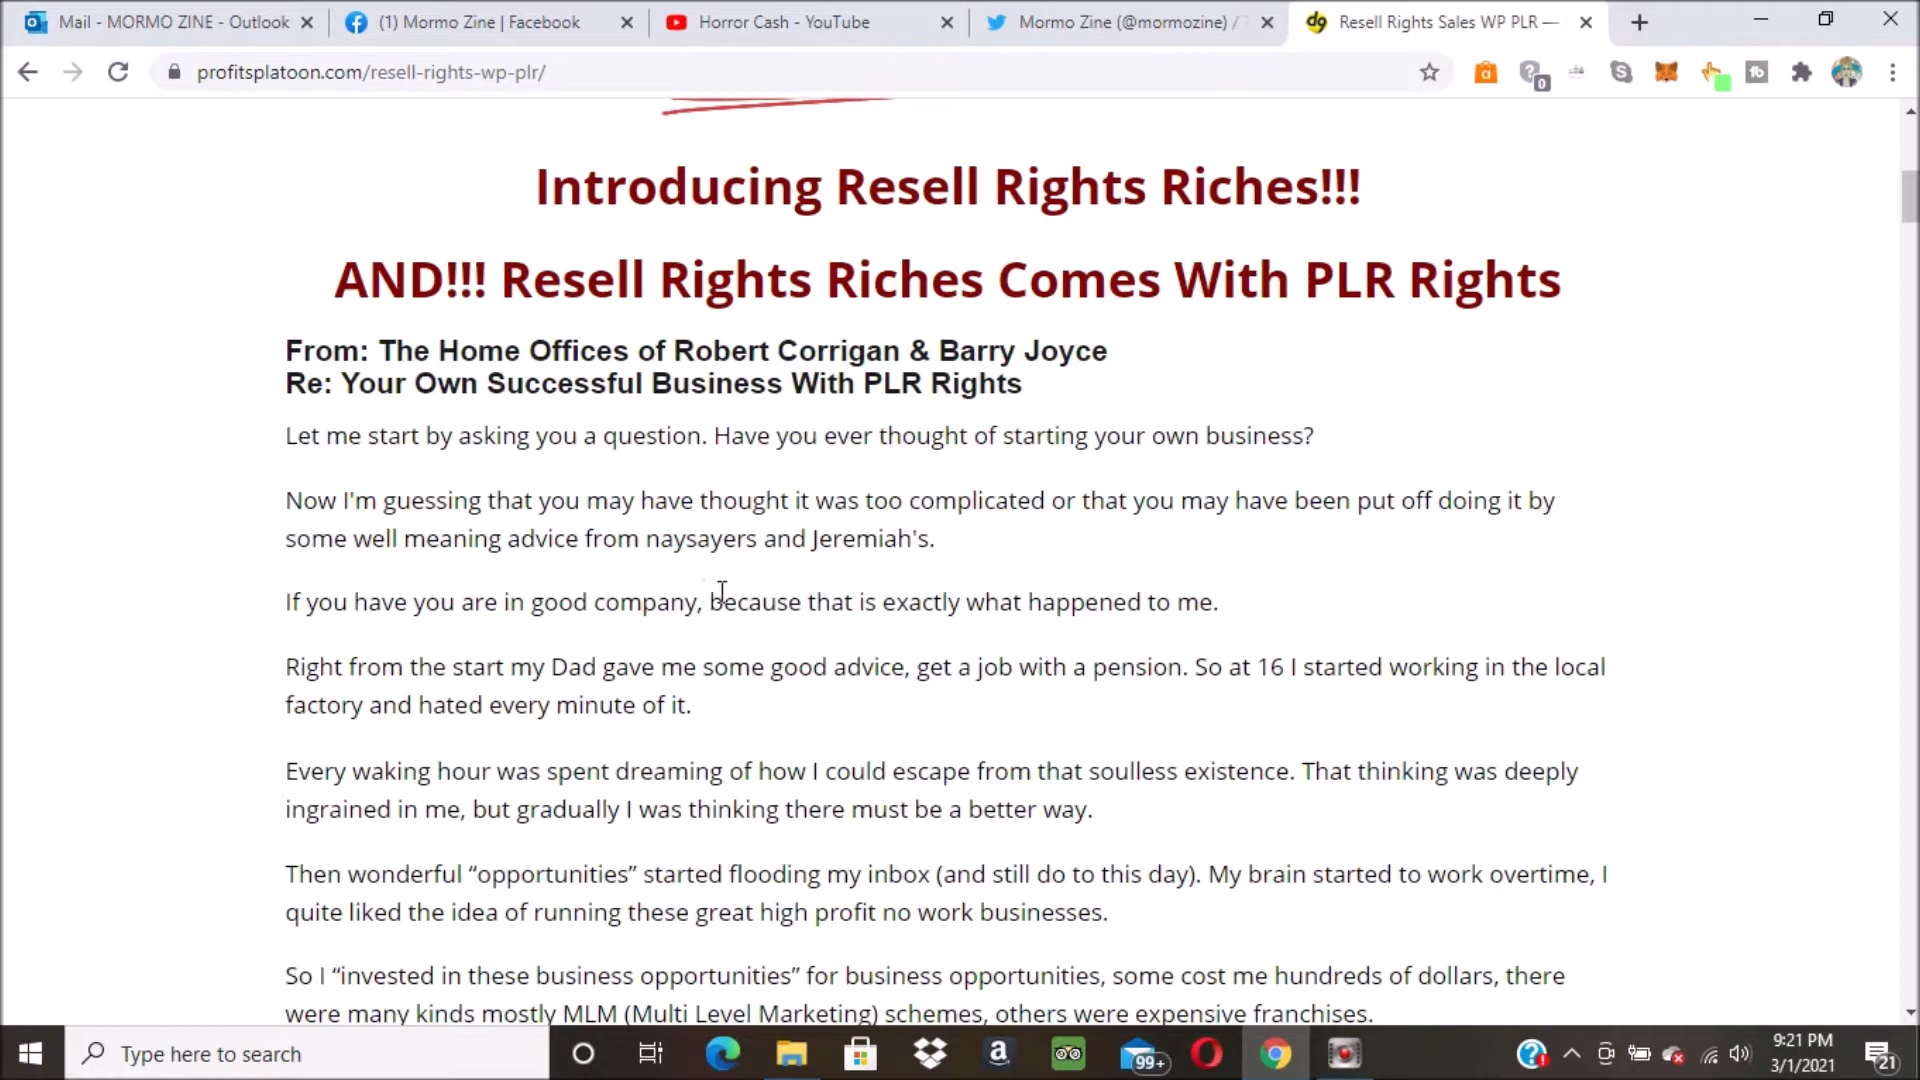 Mail - MORMO ZINE - Outlook
(1) Mormo Zine | Facebook
Horror Cash - YouTube
Mormo Zine (@mormozine) /
Resell Rights Sales WP PLR —
profitsplatoon.com/resell-rights-wp-plr/
0
Introducing Resell Rights Riches!!!
AND!!! Resell Rights Riches Comes With PLR Rights
From: The Home Offices of Robert Corrigan & Barry Joyce
Re: Your Own Successful Business With PLR Rights
Let me start by asking you a question. Have you ever thought of starting your own business?
Now I'm guessing that you may have thought it was too complicated or that you may have been put off doing it by
some well meaning advice from naysayers and Jeremiah's.
If you have you are in good company, because that is exactly what happened to me.
Right from the start my Dad gave me some good advice, get a job with a pension. So at 16 I started working in the local
factory and hated every minute of it.
Every waking hour was spent dreaming of how I could escape from that soulless existence. That thinking was deeply
ingrained in me, but gradually I was thinking there must be a better way.
Then wonderful “opportunities” started flooding my inbox (and still do to this day). My brain started to work overtime, I
quite liked the idea of running these great high profit no work businesses.
So I “invested in these business opportunities” for business opportunities, some cost me hundreds of dollars, there
were many kinds mostly MLM (Multi Level Marketing) schemes, others were expensive franchises.
Type here to search
99+
9:21 PM
3/1/2021
21